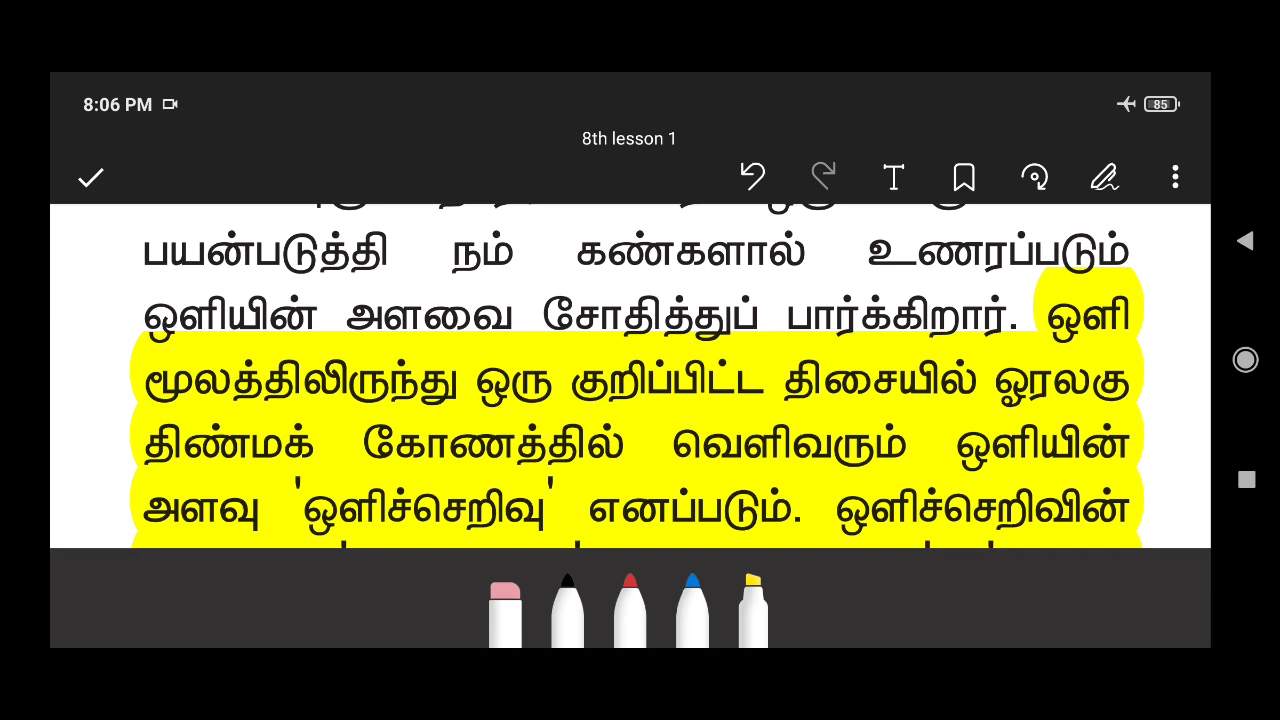 8:06 PM
85
8th lesson 1
பயன்படுத்தி நம் கண்களால் உணரப்படும்
ஒளியின் அளவை சோதித்துப் பார்க்கிறார். ஒளி
மூலத்திலிருந்து ஒரு குறிப்பிட்ட திசையில் ஓரலகு
திண்மக் கோணத்தில் வெளிவரும் ஒளியின்
அளவு 'ஒளிச்செறிவு' எனப்படும். ஒளிச்செறிவின்